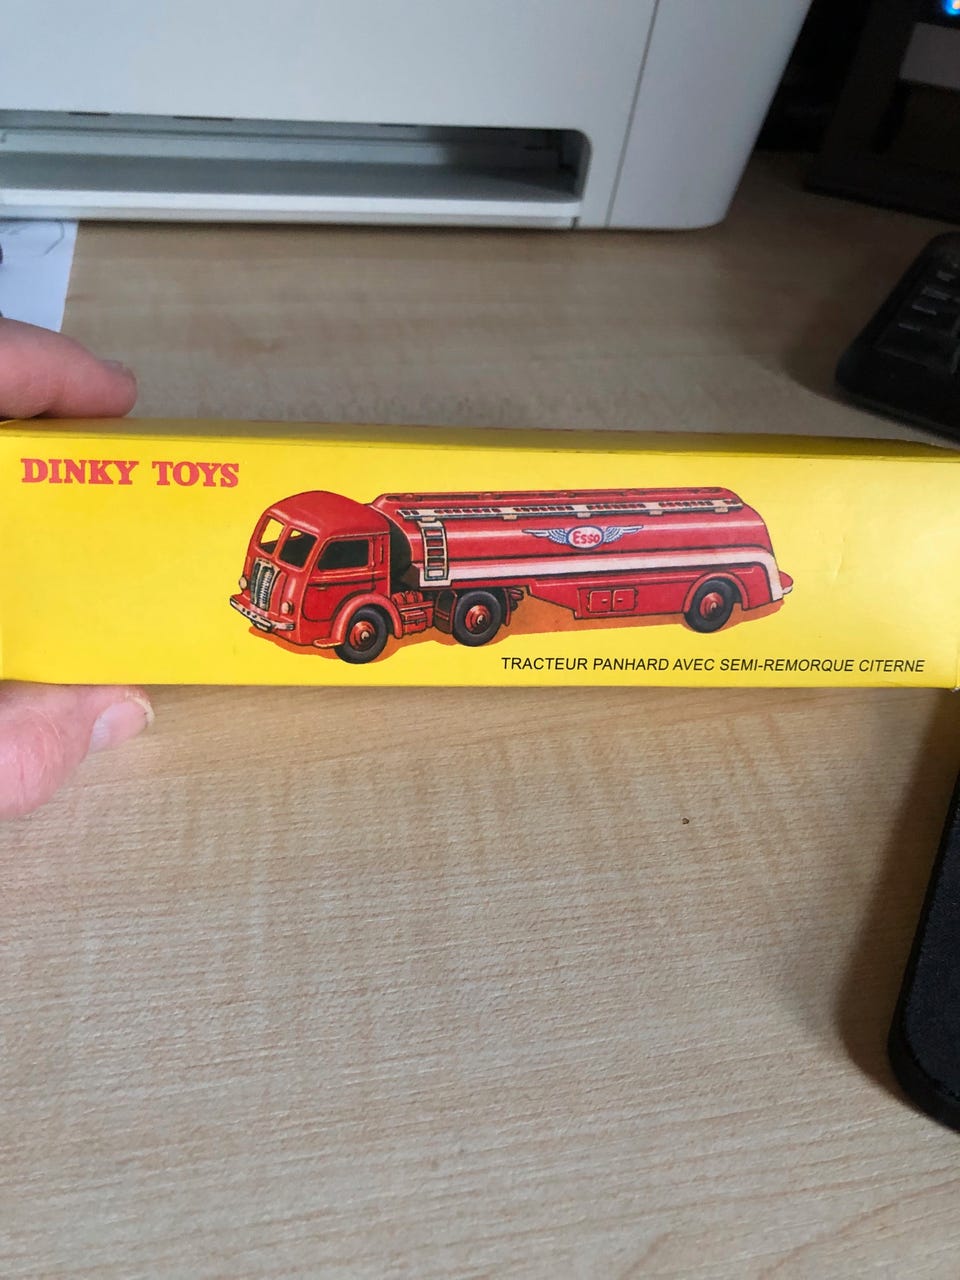 DINKY TOYS
Esso
TRACTEUR PANHARD AVEC SEMI-REMORQUE CITERNE